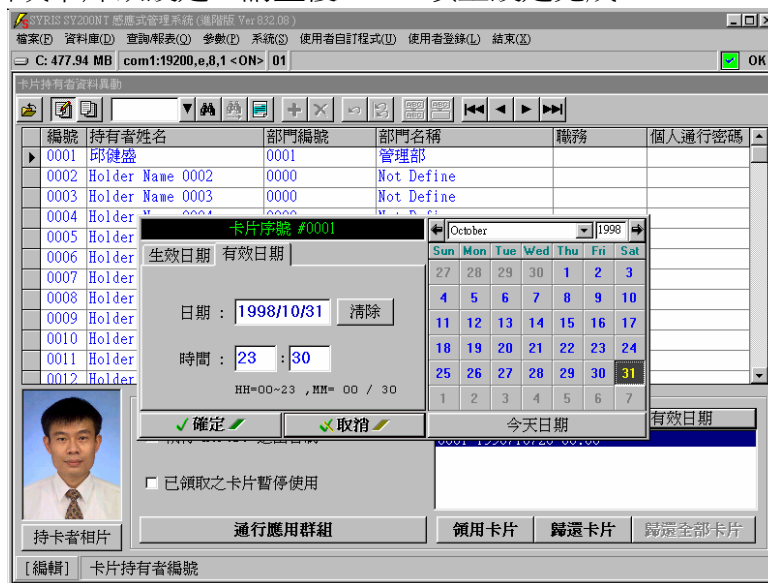 SYRIS SY200NT 感應式管理系統 (進階版 Ver 832.08 )
檔案(F) 資料庫(D) 查詢/報表(Q) 參數(P) 系統(S) 使用者自訂程式(U) 使用者登錄(L) 結束(X)
C: 477.94 MB) com1:19200,e,8,1 <ON> 01 OK
卡片持有者資料異動
編號 持有者姓名 部門編號 部門名稱 職務 個人通行密碼
0001 邱健盛 0001 管理部
0002 Holder Name 0002 0000 Not Define
0003 Holder Name 0003 0000 Not Define
0004
0005 Holder
0006 Holder
0007 Holder
0008 Holder
0009 Holder
0010 Holder
0011 Holder
0012 Holder
卡片序號 #0001
生效日期 有效日期
日期 : 1998/10/31 清除
時間 : 23 : 30
HH=00~23 ,MM= 00 / 30
確定 取消
October 1998
Sun Mon Tue Wed Thu Fri Sat
27 28 29 30 1 2 3
4 5 6 7 8 9 10
11 12 13 14 15 16 17
18 19 20 21 22 23 24
25 26 27 28 29 30 31
1 2 3 4 5 6 7
今天日期
有效日期
已領取之卡片暫停使用
持卡者相片 通行應用群組 領用卡片 歸還卡片 歸還全部卡片
[編輯] 卡片持有者編號